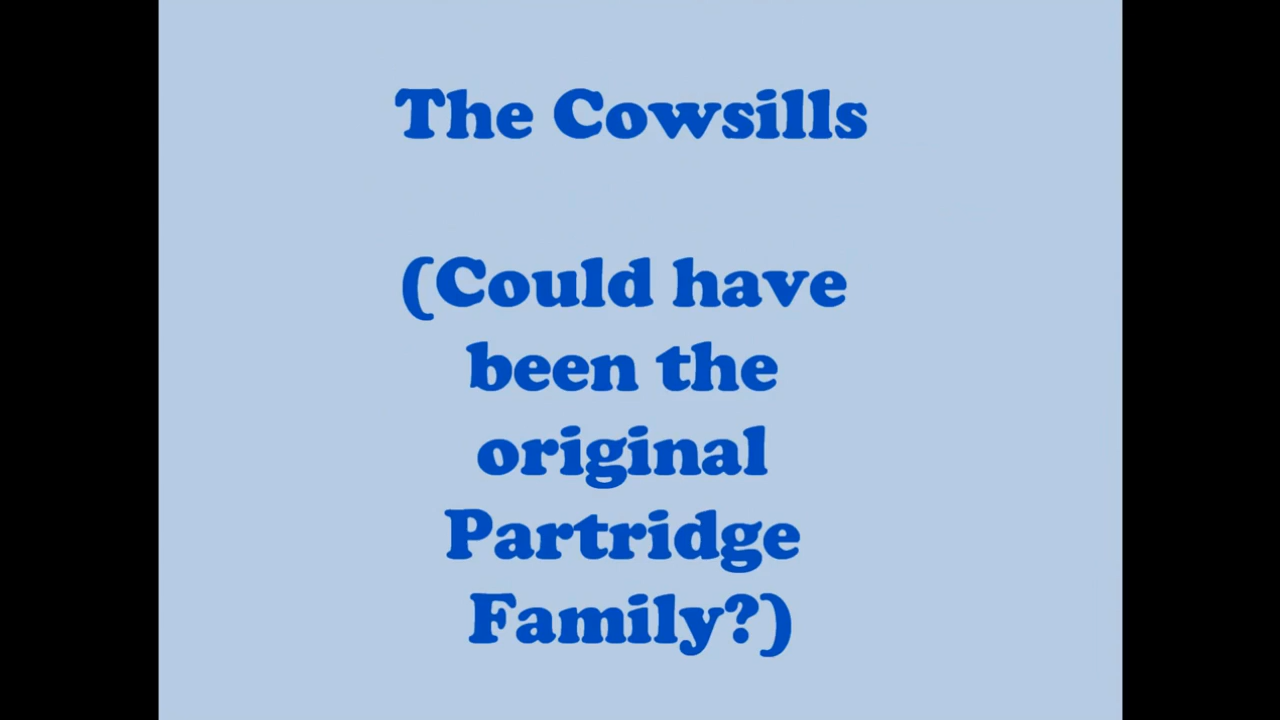 The Cowsills
(Could have
been the
original
Partridge
Family?)